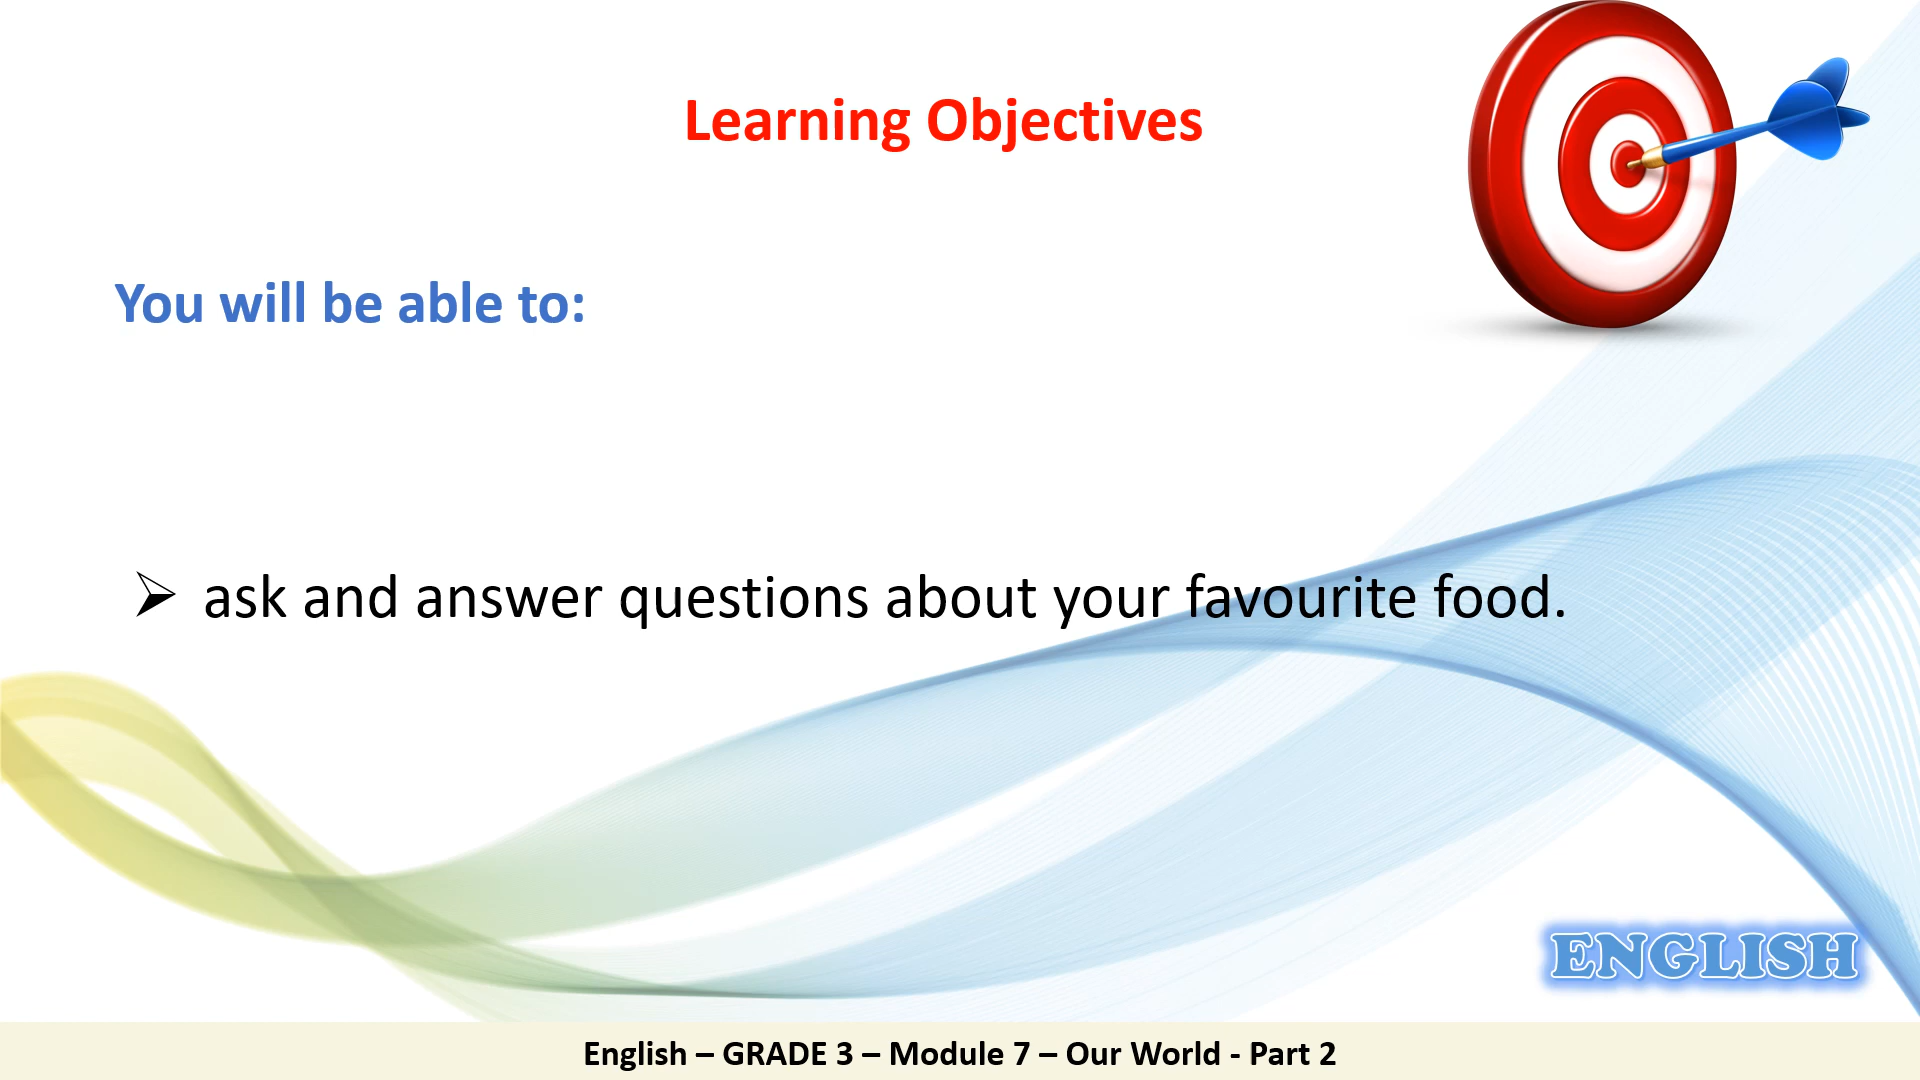 Learning Objectives
You will be able to:
➢ ask and answer questions about your favourite food.
ENGLISH
English – GRADE 3 – Module 7 – Our World - Part 2